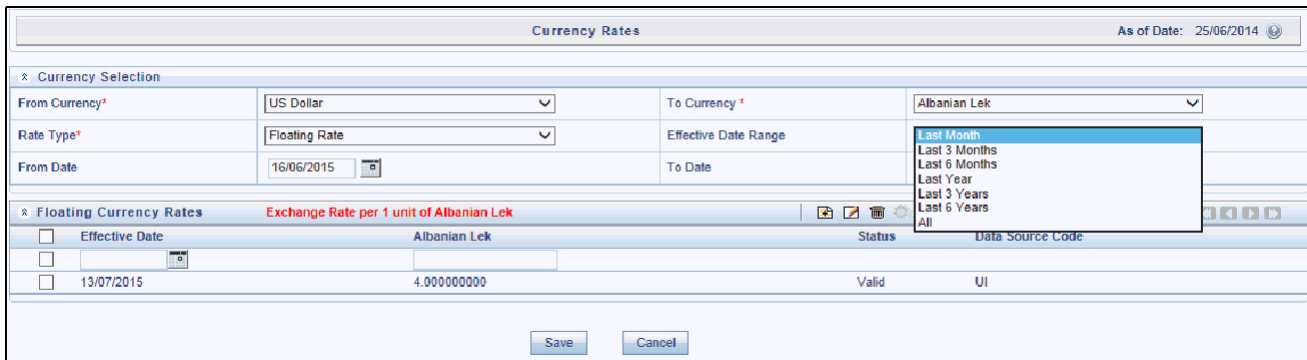 Currency Rates As of Date: 25/06/2014
Currency Selection
From Currency* US Dollar To Currency * Albanian Lek
Rate Type* Floating Rate Effective Date Range Last Month
Last 3 Months
From Date 16/06/2015 To Date Last 6 Months
Last Year
Last 3 Years
Floating Currency Rates Exchange Rate per 1 unit of Albanian Lek Last 6 Years
All
Effective Date Albanian Lek Status Data Source Code
13/07/2015 4.000000000 Valid UI
Save Cancel